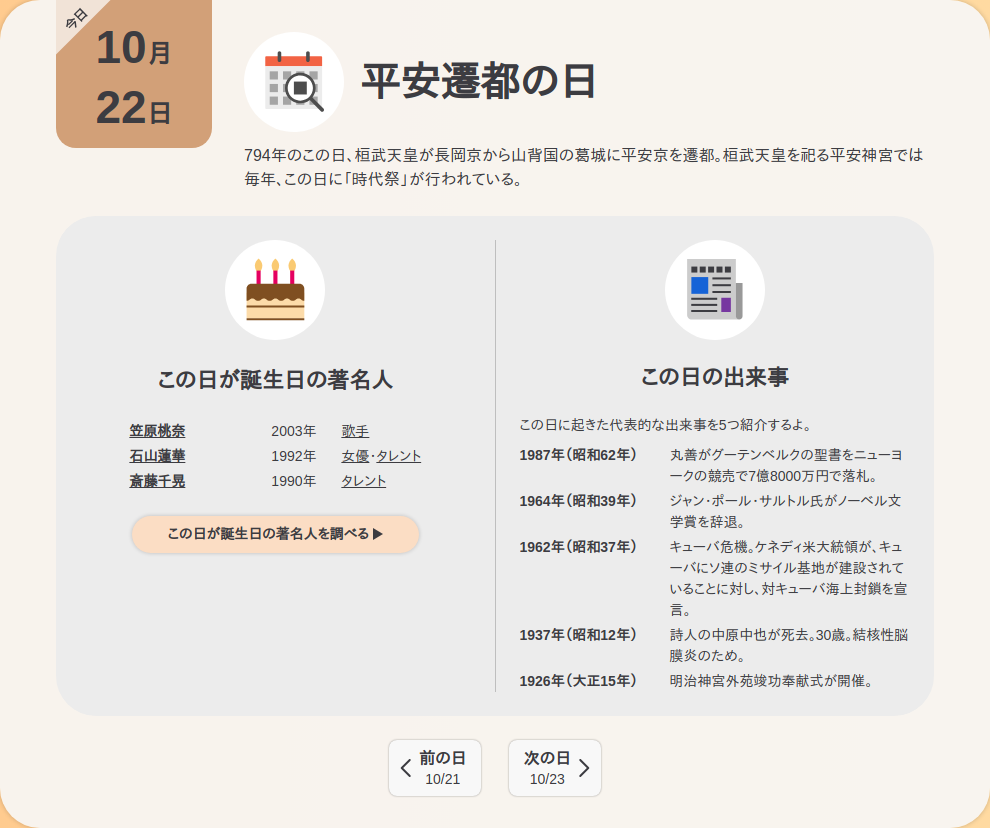 今日
10月
22日
平安遷都の日
794年のこの日、桓武天皇が長岡京から山背国の葛城に平安京を遷都。桓武天皇を祀る平安神宮では
毎年、この日に「時代祭」が行われている。
この日が誕生日の著名人
笠原桃奈 2003年 歌手
石山蓮華 1992年 女優・タレント
斎藤千晃 1990年 タレント
この日が誕生日の著名人を調べる▶
この日の出来事
この日に起きた代表的な出来事を5つ紹介するよ。
1987年（昭和62年） 丸善がグーテンベルクの聖書をニューヨ
ークの競売で7億8000万円で落札。
1964年（昭和39年） ジャン・ポール・サルトル氏がノーベル文
学賞を辞退。
1962年（昭和37年） キューバ危機。ケネディ米大統領が、キュ
ーバにソ連のミサイル基地が建設されて
いることに対し、対キューバ海上封鎖を宣
言。
1937年（昭和12年） 詩人の中原中也が死去。30歳。結核性脳
膜炎のため。
1926年（大正15年） 明治神宮外苑竣功奉献式が開催。
前の日
10/21
次の日
10/23